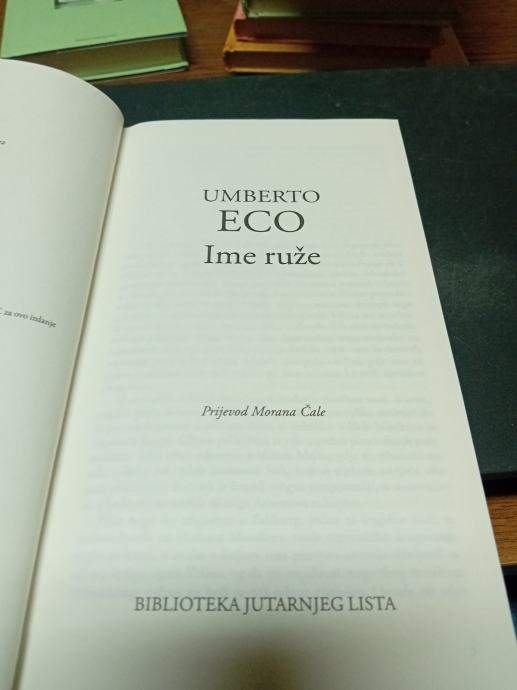 za ovo izdanje
UMBERTO
ECO
Ime ruže
Prijevod Morana Čale
BIBLIOTEKA JUTARNJEG LISTA